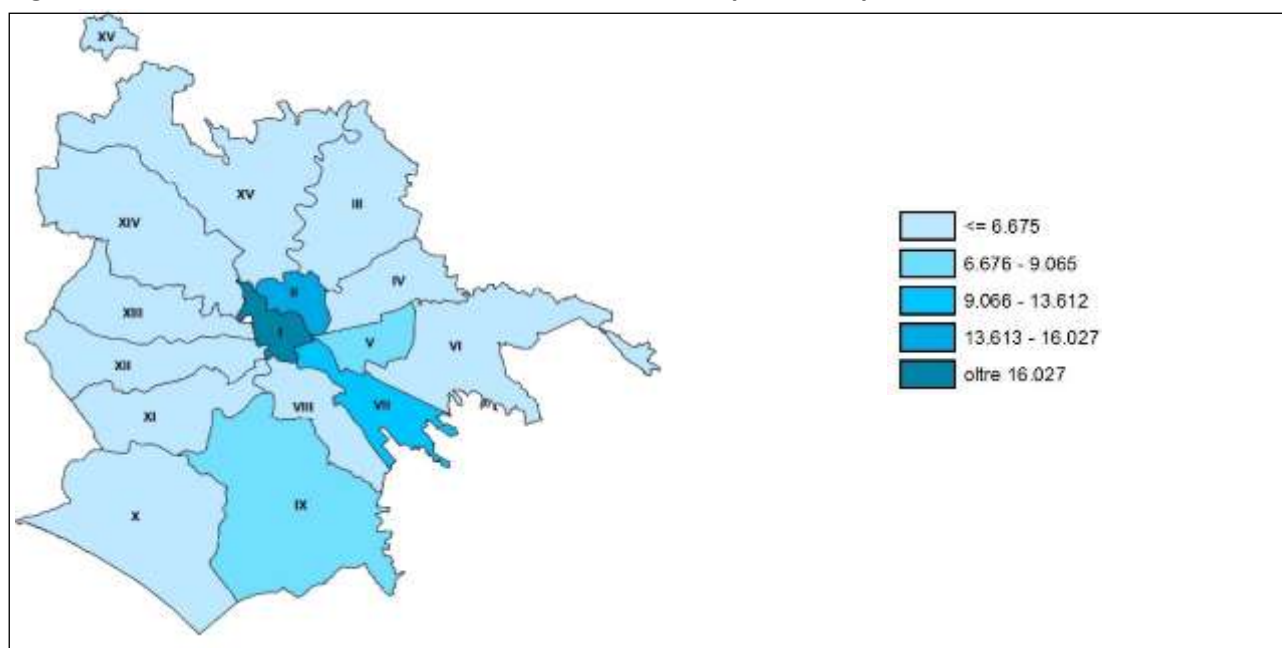 XV
XV
III
XIV
IV
II
XIII
I
V
VI
XII
VIII
VII
XI
IX
X
<= 6.675
6.676 - 9.065
9.066 - 13.612
13.613 - 16.027
oltre 16.027